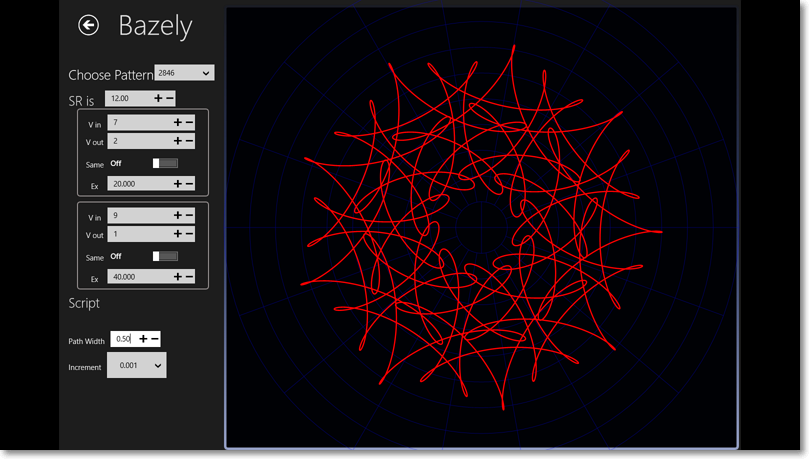 Bazely
Choose Pattern 2846
SR is 12.00
V in 7
V out 2
Same Off
Ex 20.000
V in 9
V out 1
Same Off
Ex 40.000
Script
Path Width 0.50
Increment 0.001